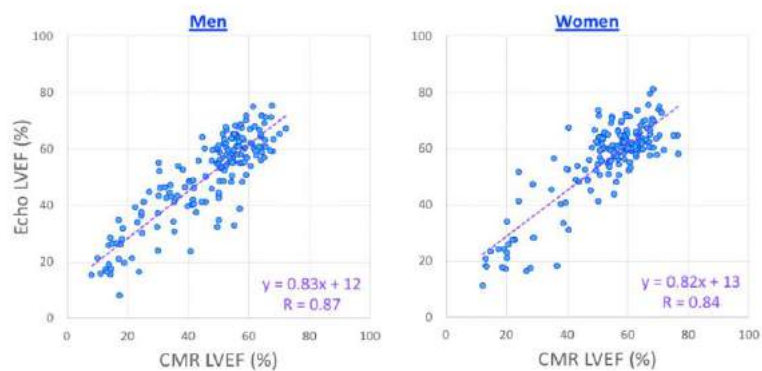 Men
100
80
60
40
20
0
0 20 40 60 80 100
Echo LVEF (%)
CMR LVEF (%)
y = 0.83x + 12
R = 0.87
Women
100
80
60
40
20
0
0 20 40 60 80 100
CMR LVEF (%)
y = 0.82x + 13
R = 0.84